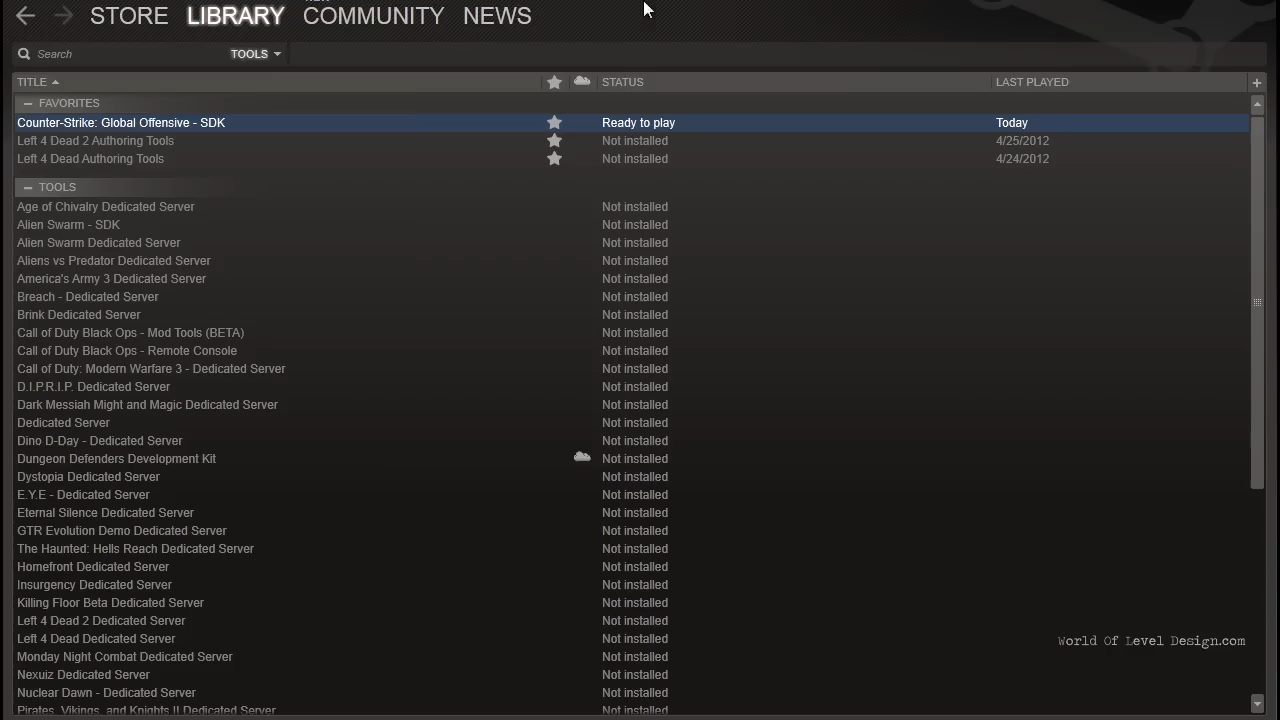 STORE LIBRARY COMMUNITY NEWS
Search TOOLS
TITLE STATUS LAST PLAYED +
– FAVORITES
Counter-Strike: Global Offensive - SDK Ready to play Today
Left 4 Dead 2 Authoring Tools Not installed 4/25/2012
Left 4 Dead Authoring Tools Not installed 4/24/2012
– TOOLS
Age of Chivalry Dedicated Server Not installed
Alien Swarm - SDK Not installed
Alien Swarm Dedicated Server Not installed
Aliens vs Predator Dedicated Server Not installed
America's Army 3 Dedicated Server Not installed
Breach - Dedicated Server Not installed
Brink Dedicated Server Not installed
Call of Duty Black Ops - Mod Tools (BETA) Not installed
Call of Duty Black Ops - Remote Console Not installed
Call of Duty: Modern Warfare 3 - Dedicated Server Not installed
D.I.P.R.I.P. Dedicated Server Not installed
Dark Messiah Might and Magic Dedicated Server Not installed
Dedicated Server Not installed
Dino D-Day - Dedicated Server Not installed
Dungeon Defenders Development Kit Not installed
Dystopia Dedicated Server Not installed
E.Y.E - Dedicated Server Not installed
Eternal Silence Dedicated Server Not installed
GTR Evolution Demo Dedicated Server Not installed
The Haunted: Hells Reach Dedicated Server Not installed
Homefront Dedicated Server Not installed
Insurgency Dedicated Server Not installed
Killing Floor Beta Dedicated Server Not installed
Left 4 Dead 2 Dedicated Server Not installed
Left 4 Dead Dedicated Server Not installed
World Of Level Design.com
Monday Night Combat Dedicated Server Not installed
Nexuiz Dedicated Server Not installed
Nuclear Dawn - Dedicated Server Not installed
Pirates, Vikings, and Knights II Dedicated Server Not installed